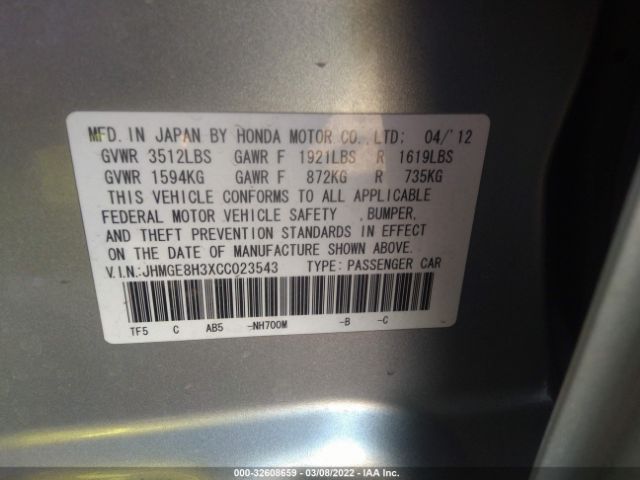 MFD. IN JAPAN BY HONDA MOTOR CO., LTD; 04/'12
GVWR 3512LBS GAWR F 1921LBS R 1619LBS
GVWR 1594KG GAWR F 872KG R 735KG
THIS VEHICLE CONFORMS TO ALL APPLICABLE
FEDERAL MOTOR VEHICLE SAFETY , BUMPER,
AND THEFT PREVENTION STANDARDS IN EFFECT
ON THE DATE OF MANUFACTURE SHOWN ABOVE.
V.I.N.:JHMGE8H3XCC023543 TYPE: PASSENGER CAR
TF5 C AB5 -NH700M -B -C
000-32608659 - 03/08/2022 - IAA Inc.